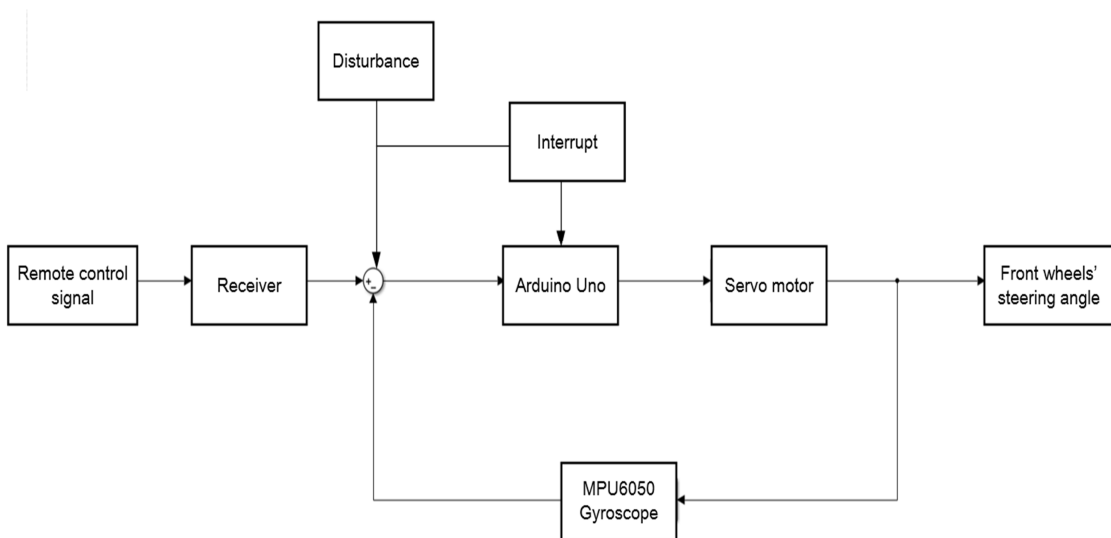 Disturbance
Interrupt
Remote control
signal
Receiver
+
−
Arduino Uno
Servo motor
Front wheels'
steering angle
MPU6050
Gyroscope